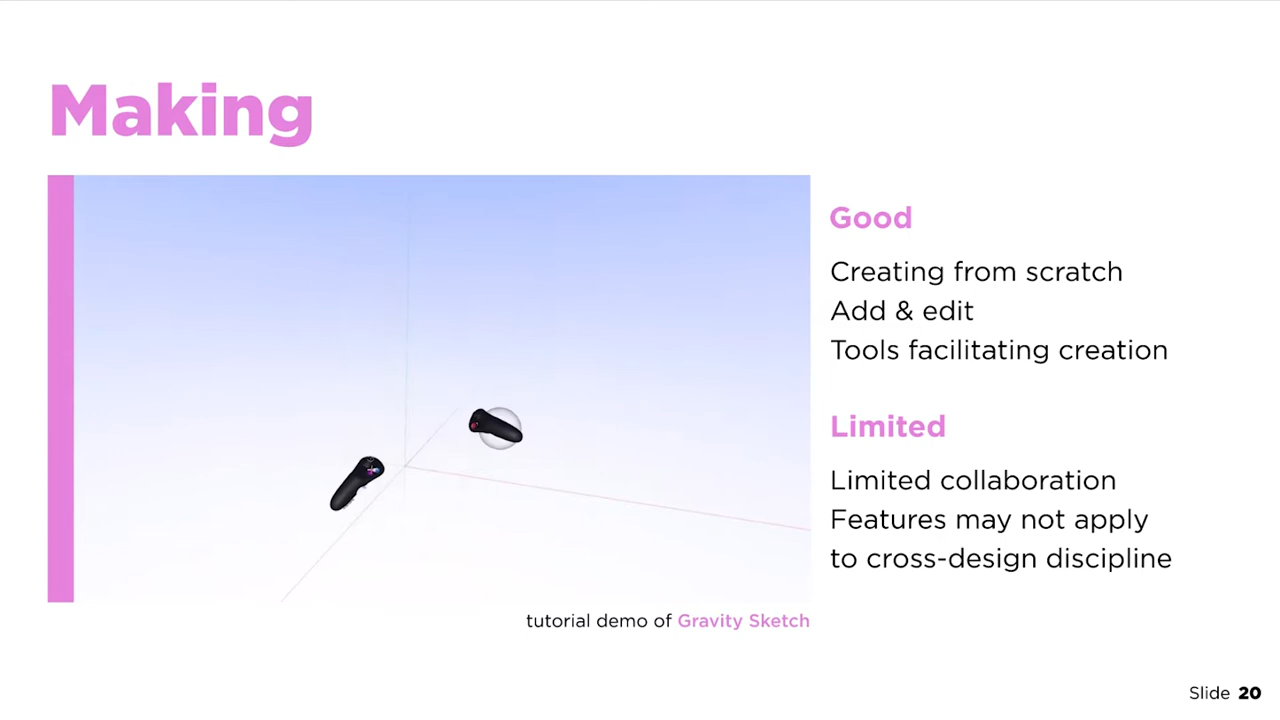 Making
Good
Creating from scratch
Add & edit
Tools facilitating creation
Limited
Limited collaboration
Features may not apply
to cross-design discipline
tutorial demo of Gravity Sketch
Slide 20